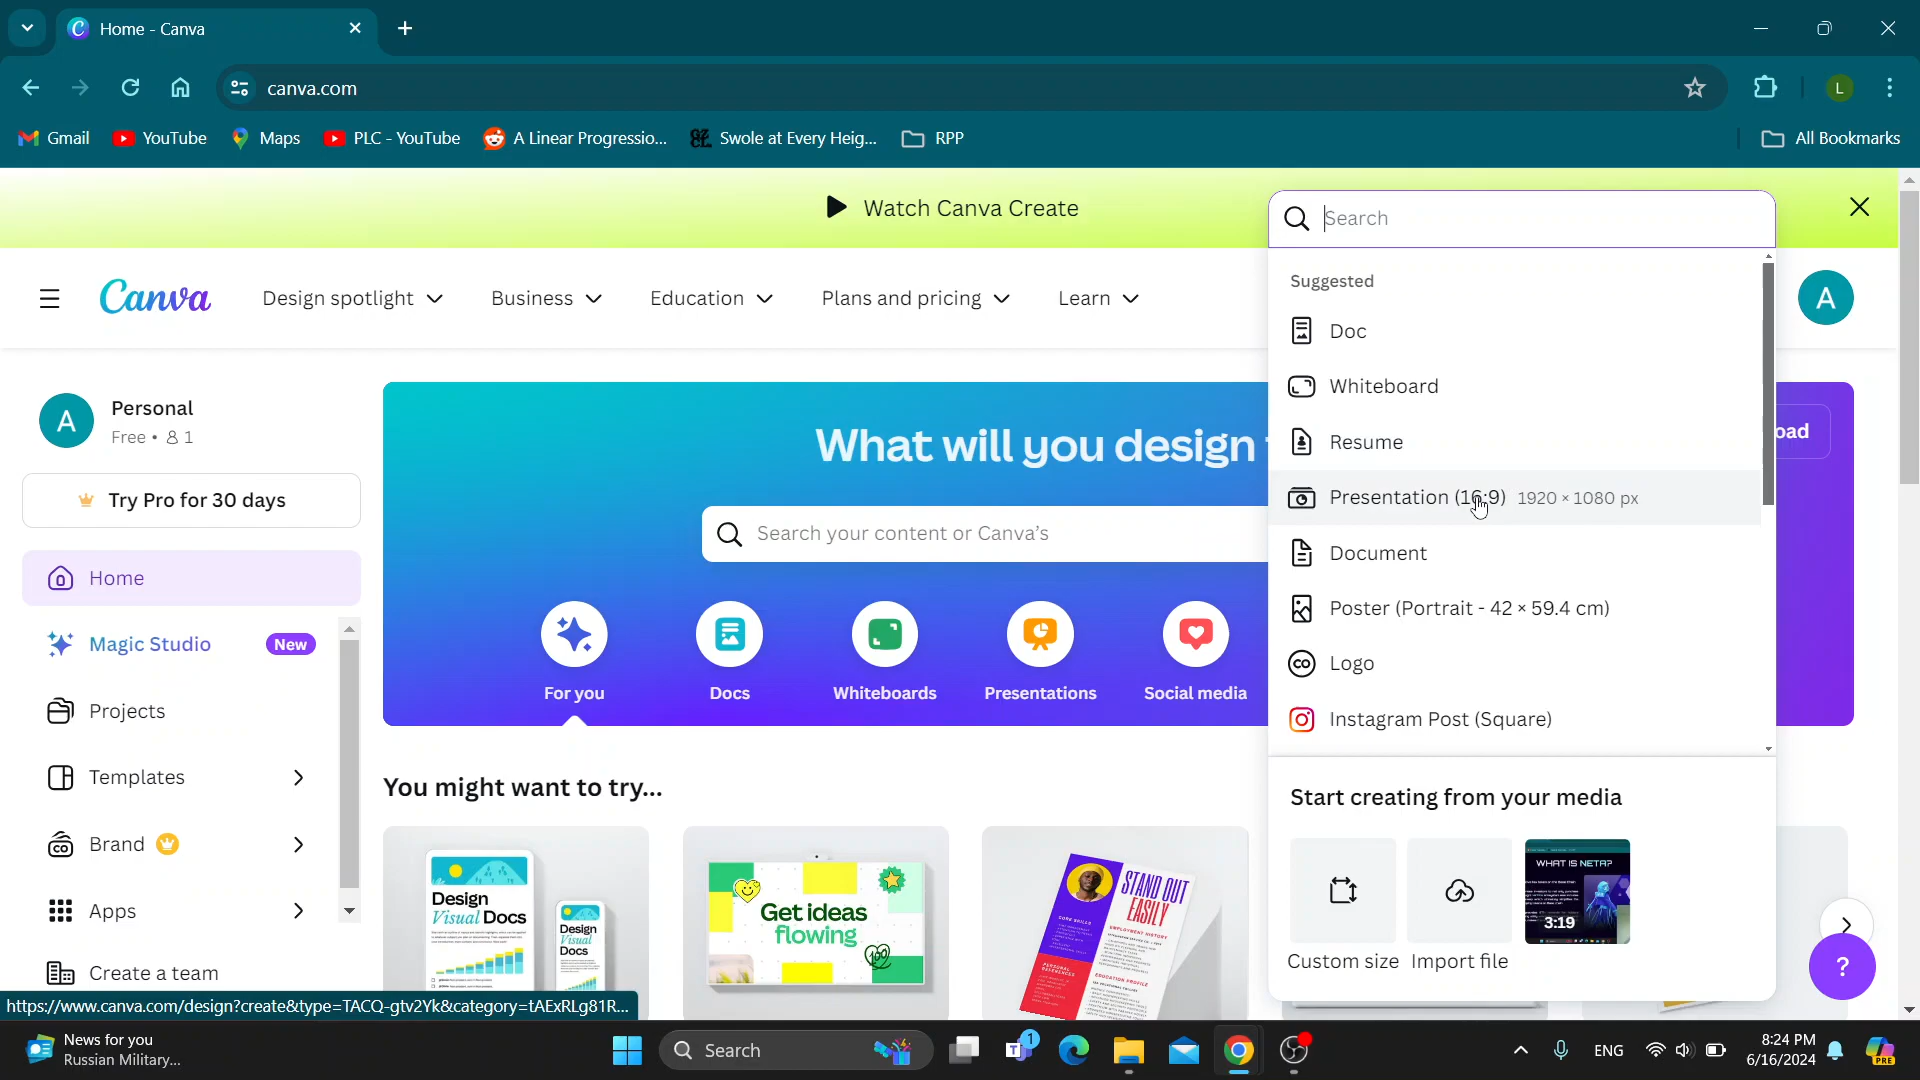 Home - Canva
canva.com
Gmail
YouTube
Maps
PLC - YouTube
A Linear Progressio...
Swole at Every Heig...
RPP
All Bookmarks
Watch Canva Create
Canva
Design spotlight
Business
Education
Plans and pricing
Learn
A
L
Search
Suggested
Doc
Whiteboard
Resume
Presentation (16:9) 1920 × 1080 px
Document
Poster (Portrait - 42 × 59.4 cm)
Logo
Instagram Post (Square)
Start creating from your media
WHAT IS NETA?
3:19
Custom size
Import file
A
Personal
Free • 1
Try Pro for 30 days
Home
Magic Studio
New
Projects
Templates
Brand
Apps
Create a team
What will you design
oad
Search your content or Canva's
For you
Docs
Whiteboards
Presentations
Social media
You might want to try...
Design
Visual Docs
Design
Visual Docs
Get ideas
flowing
100
STAND OUT
EASILY
?
https://www.canva.com/design?create&type=TACQ-gtv2Yk&category=tAExRLg81R...
News for you
Russian Military...
Search
1
ENG
8:24 PM
6/16/2024
PRE